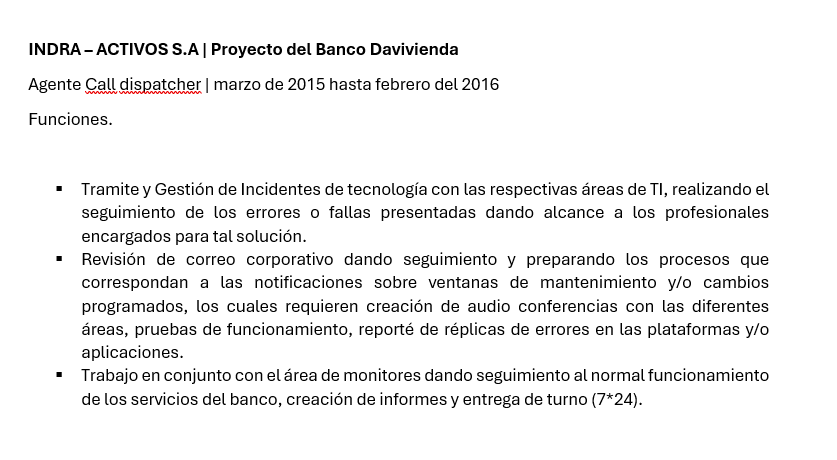 INDRA – ACTIVOS S.A | Proyecto del Banco Davivienda
Agente Call dispatcher | marzo de 2015 hasta febrero del 2016
Funciones.
▪ Tramite y Gestión de Incidentes de tecnología con las respectivas áreas de TI, realizando el
seguimiento de los errores o fallas presentadas dando alcance a los profesionales
encargados para tal solución.
▪ Revisión de correo corporativo dando seguimiento y preparando los procesos que
correspondan a las notificaciones sobre ventanas de mantenimiento y/o cambios
programados, los cuales requieren creación de audio conferencias con las diferentes
áreas, pruebas de funcionamiento, reporté de réplicas de errores en las plataformas y/o
aplicaciones.
▪ Trabajo en conjunto con el área de monitores dando seguimiento al normal funcionamiento
de los servicios del banco, creación de informes y entrega de turno (7*24).